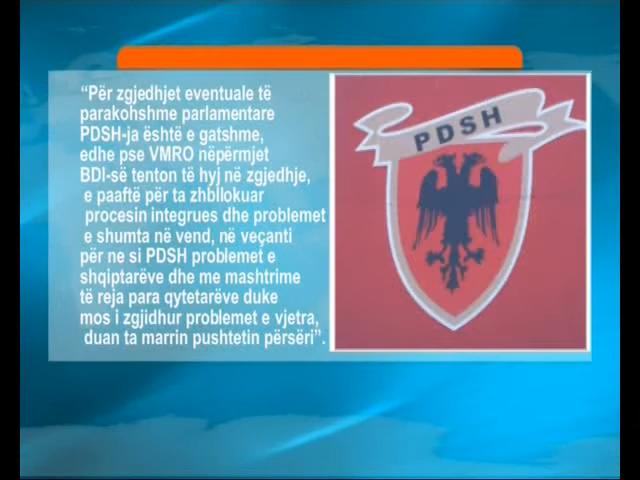 “Për zgjedhjet eventuale të
parakohshme parlamentare
PDSH-ja është e gatshme,
edhe pse VMRO nëpërmjet
BDI-së tenton të hyj në zgjedhje,
e paaftë për ta zhbllokuar
procesin integrues dhe problemet
e shumta në vend, në veçanti
për ne si PDSH problemet e
shqiptarëve dhe me mashtrime
të reja para qytetarëve duke
mos i zgjidhur problemet e vjetra,
duan ta marrin pushtetin përsëri”.
PDSH